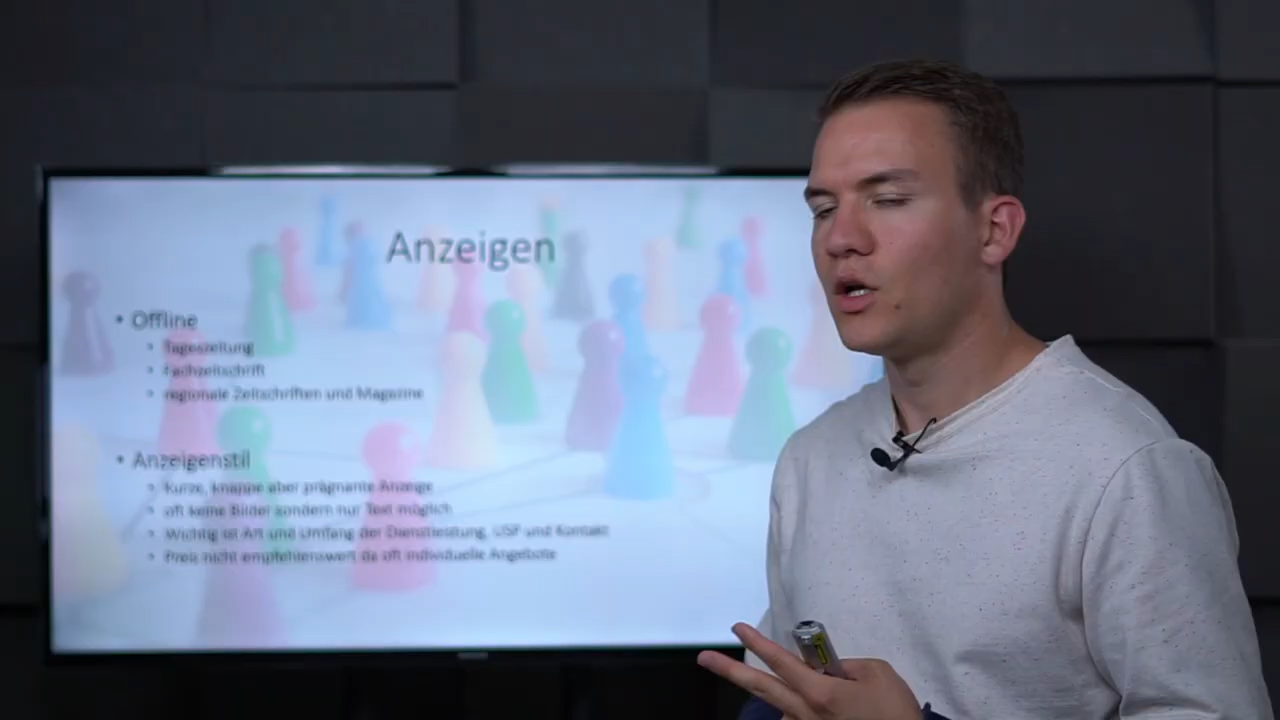 Anzeigen
• Offline
• Tageszeitung
• Fachzeitschrift
• regionale Zeitschriften und Magazine
• Anzeigenstil
• Kurze, knappe aber prägnante Anzeige
• oft keine Bilder sondern nur Text möglich
• Wichtig ist Art und Umfang der Dienstleistung, USP und Kontakt
• Preis nicht empfehlenswert da oft individuelle Angebote